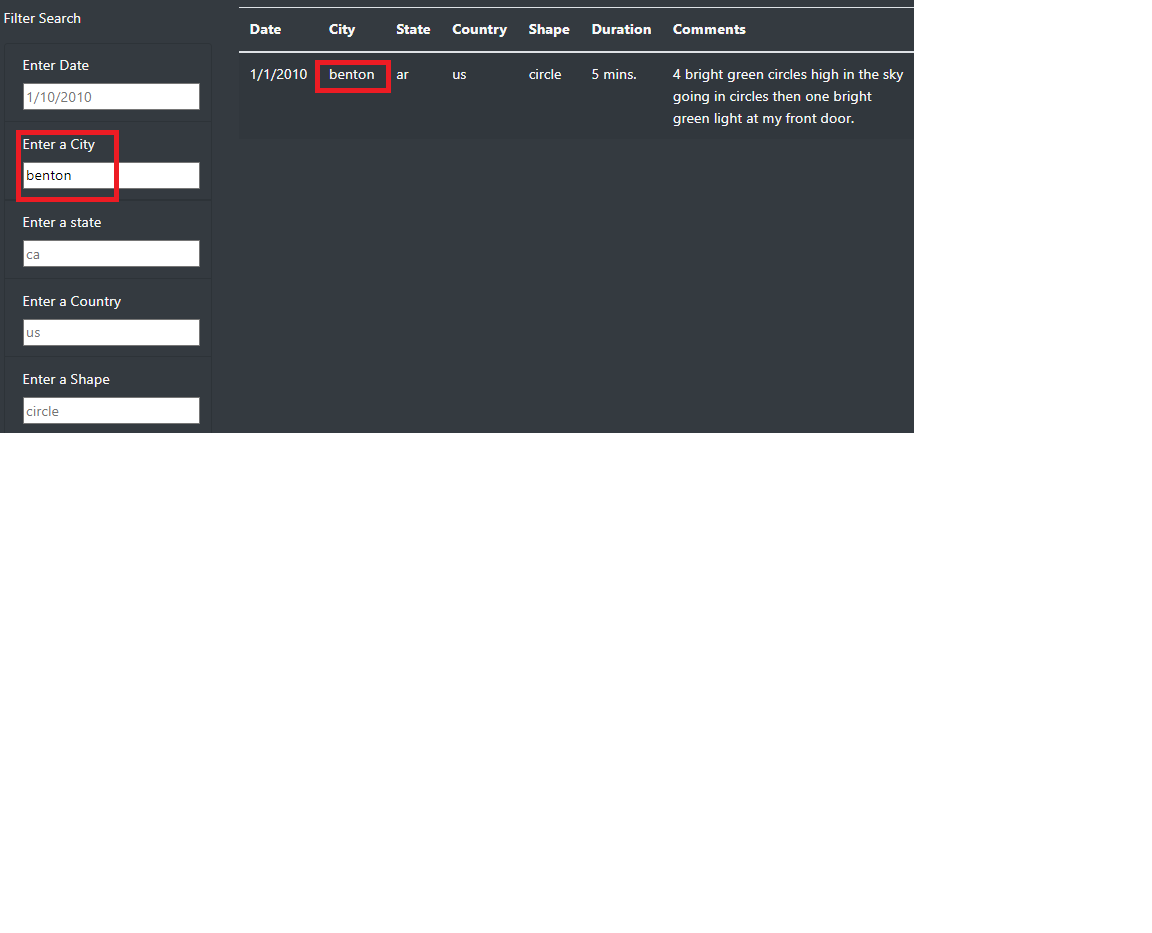 Filter Search
Enter Date
1/10/2010
Enter a City
benton
Enter a state
ca
Enter a Country
us
Enter a Shape
circle
Date City State Country Shape Duration Comments
1/1/2010 benton ar us circle 5 mins. 4 bright green circles high in the sky
going in circles then one bright
green light at my front door.